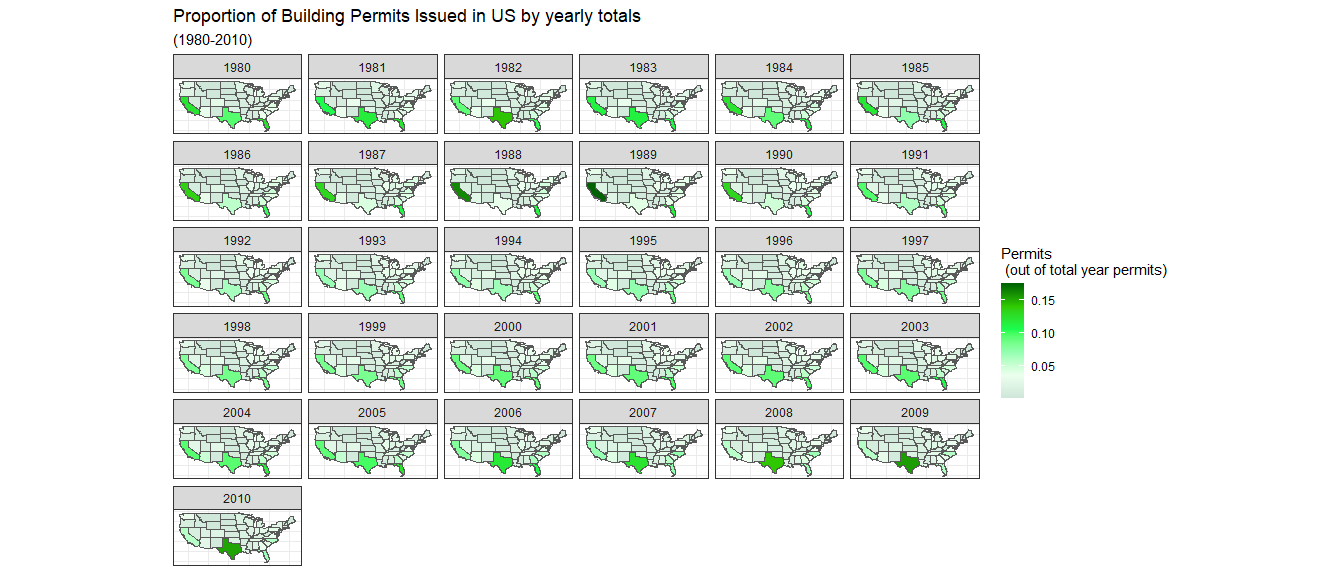 Proportion of Building Permits Issued in US by yearly totals
(1980-2010)
1980 1981 1982 1983 1984 1985
1986 1987 1988 1989 1990 1991
1992 1993 1994 1995 1996 1997
1998 1999 2000 2001 2002 2003
2004 2005 2006 2007 2008 2009
2010
Permits
(out of total year permits)
0.15
0.10
0.05